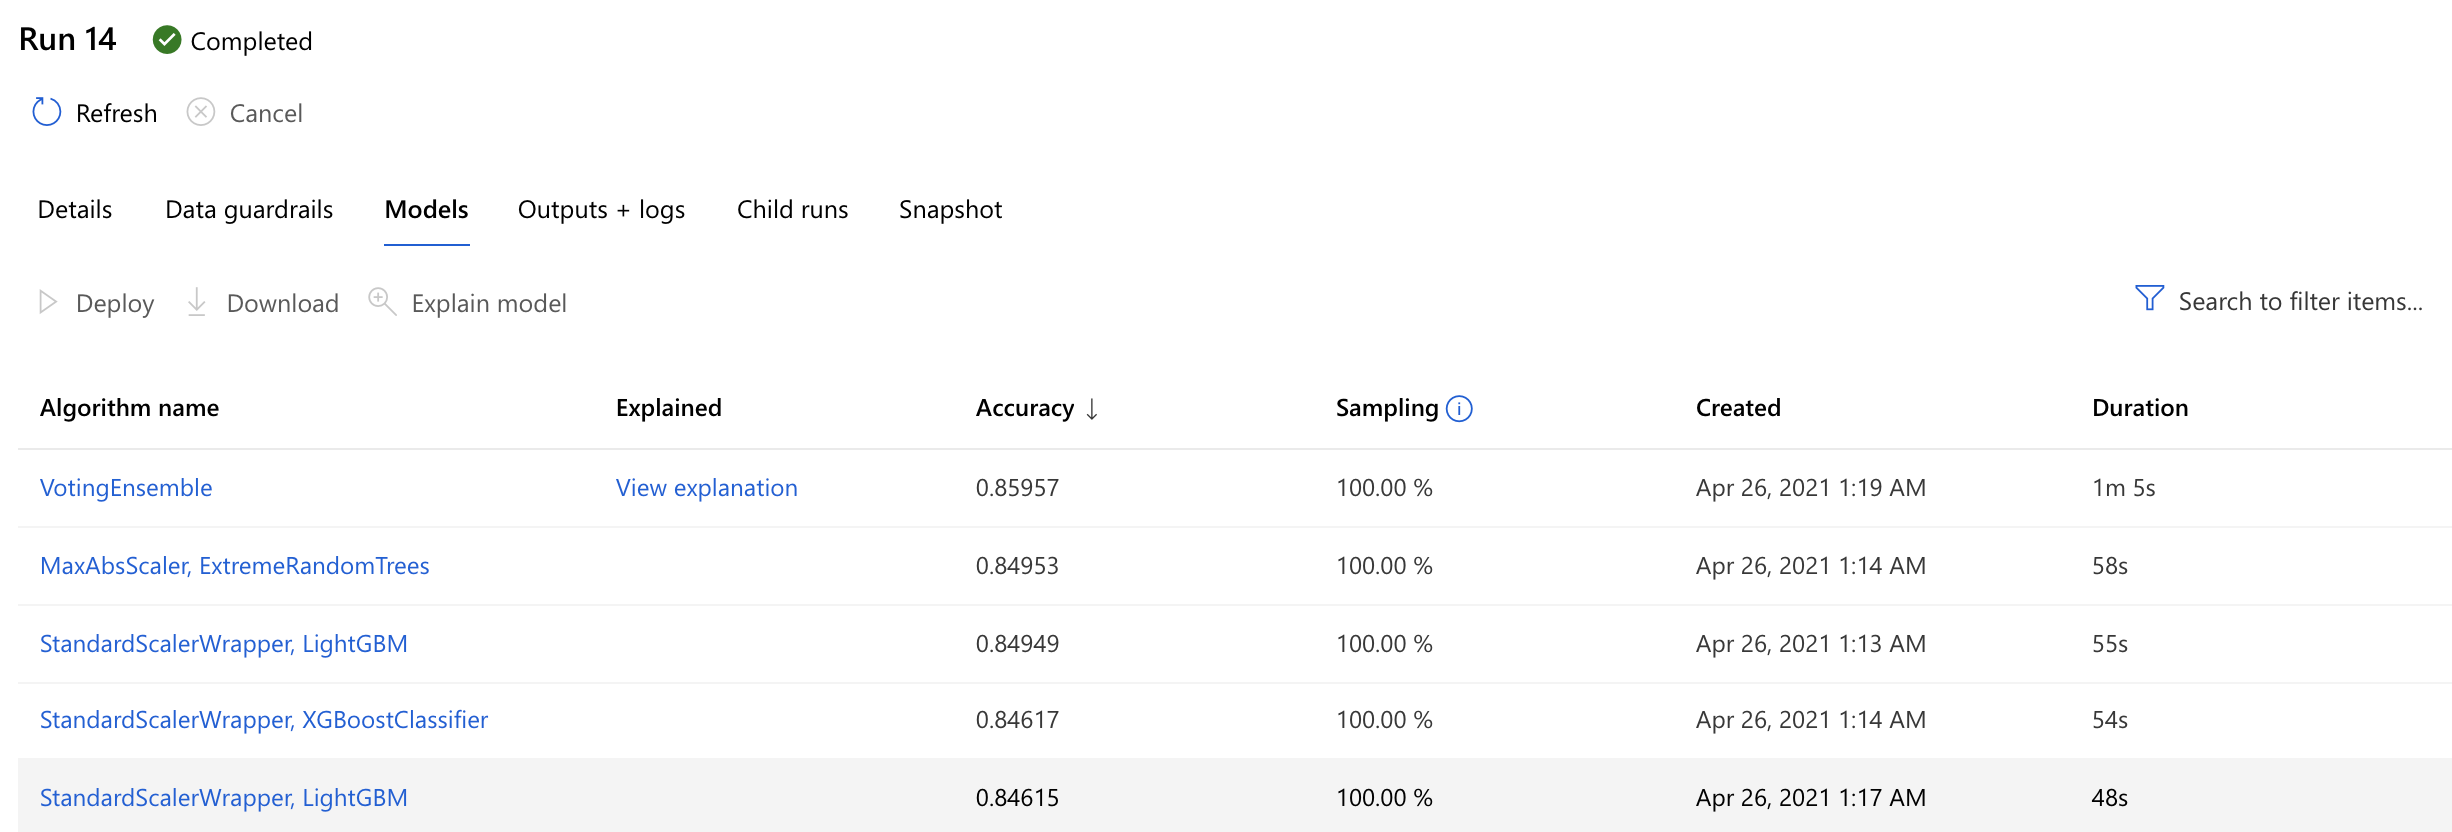 Run 14 Completed
Refresh Cancel
Details Data guardrails Models Outputs + logs Child runs Snapshot
Deploy Download Explain model Search to filter items...
Algorithm name Explained Accuracy ↓ Sampling Created Duration
VotingEnsemble View explanation 0.85957 100.00 % Apr 26, 2021 1:19 AM 1m 5s
MaxAbsScaler, ExtremeRandomTrees 0.84953 100.00 % Apr 26, 2021 1:14 AM 58s
StandardScalerWrapper, LightGBM 0.84949 100.00 % Apr 26, 2021 1:13 AM 55s
StandardScalerWrapper, XGBoostClassifier 0.84617 100.00 % Apr 26, 2021 1:14 AM 54s
StandardScalerWrapper, LightGBM 0.84615 100.00 % Apr 26, 2021 1:17 AM 48s